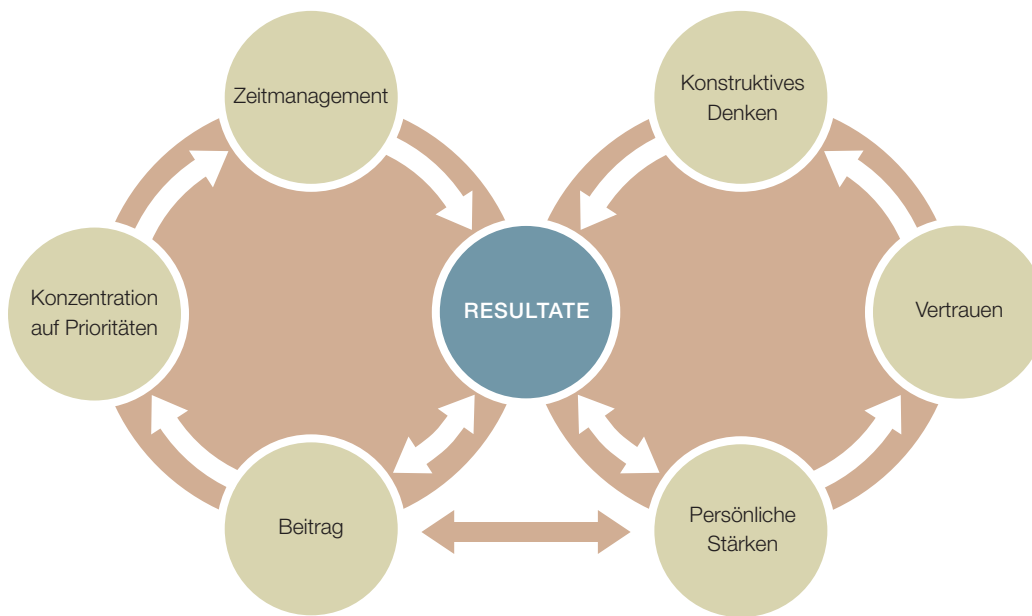 Zeitmanagement
Konstruktives
Denken
Konzentration
auf Prioritäten
RESULTATE
Vertrauen
Beitrag
Persönliche
Stärken